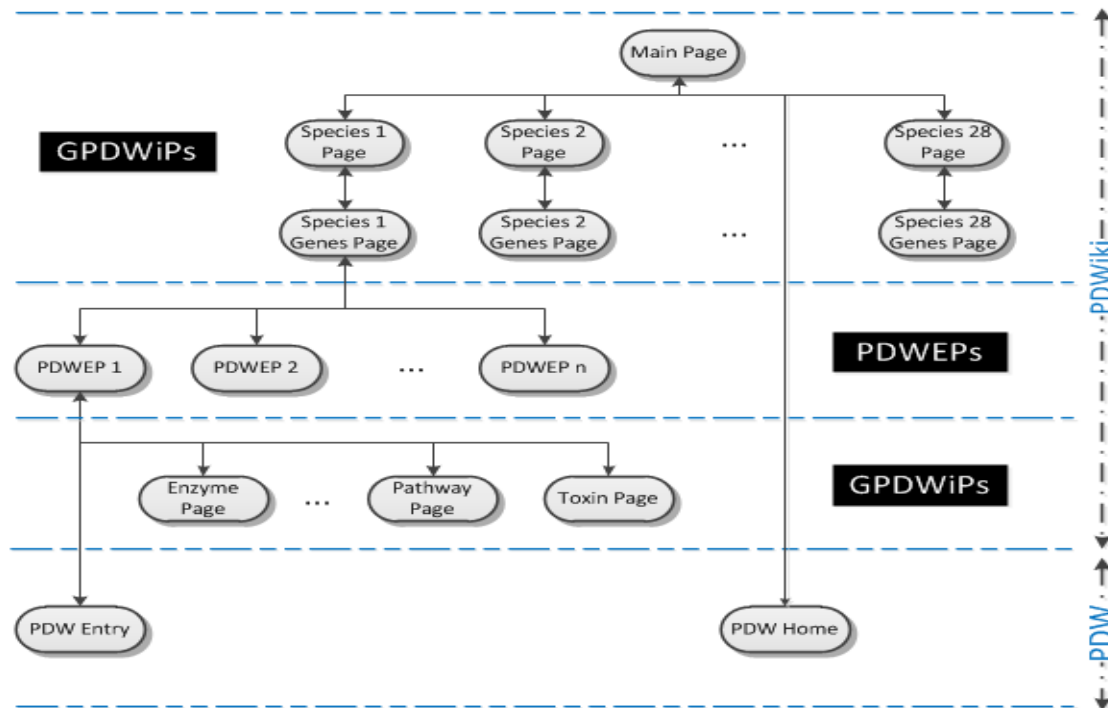 Main Page
Species 1
Page
Species 2
Page
...
Species 28
Page
GPDWiPs
Species 1
Genes Page
Species 2
Genes Page
...
Species 28
Genes Page
PDWiki
PDWEP 1
PDWEP 2
...
PDWEP n
PDWEPs
Enzyme
Page
...
Pathway
Page
Toxin Page
GPDWiPs
PDW Entry
PDW Home
PDW